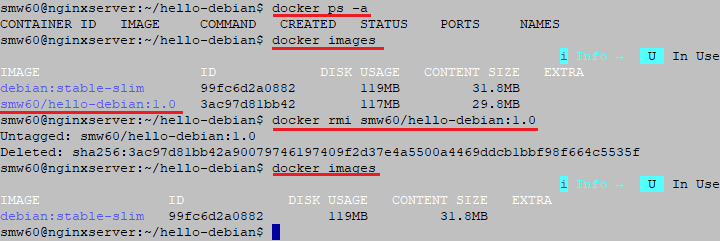 smw60@nginxserver:~/hello-debian$ docker ps -a
CONTAINER ID   IMAGE     COMMAND   CREATED   STATUS    PORTS     NAMES
smw60@nginxserver:~/hello-debian$ docker images
i Info → U In Use
IMAGE                    ID             DISK USAGE   CONTENT SIZE   EXTRA
debian:stable-slim       99fc6d2a0882        119MB         31.8MB
smw60/hello-debian:1.0   3ac97d81bb42        117MB         29.8MB
smw60@nginxserver:~/hello-debian$ docker rmi smw60/hello-debian:1.0
Untagged: smw60/hello-debian:1.0
Deleted: sha256:3ac97d81bb42a90079746197409f2d37e4a5500a4469ddcb1bbf98f664c5535f
smw60@nginxserver:~/hello-debian$ docker images
i Info → U In Use
IMAGE                ID             DISK USAGE   CONTENT SIZE   EXTRA
debian:stable-slim   99fc6d2a0882        119MB         31.8MB
smw60@nginxserver:~/hello-debian$